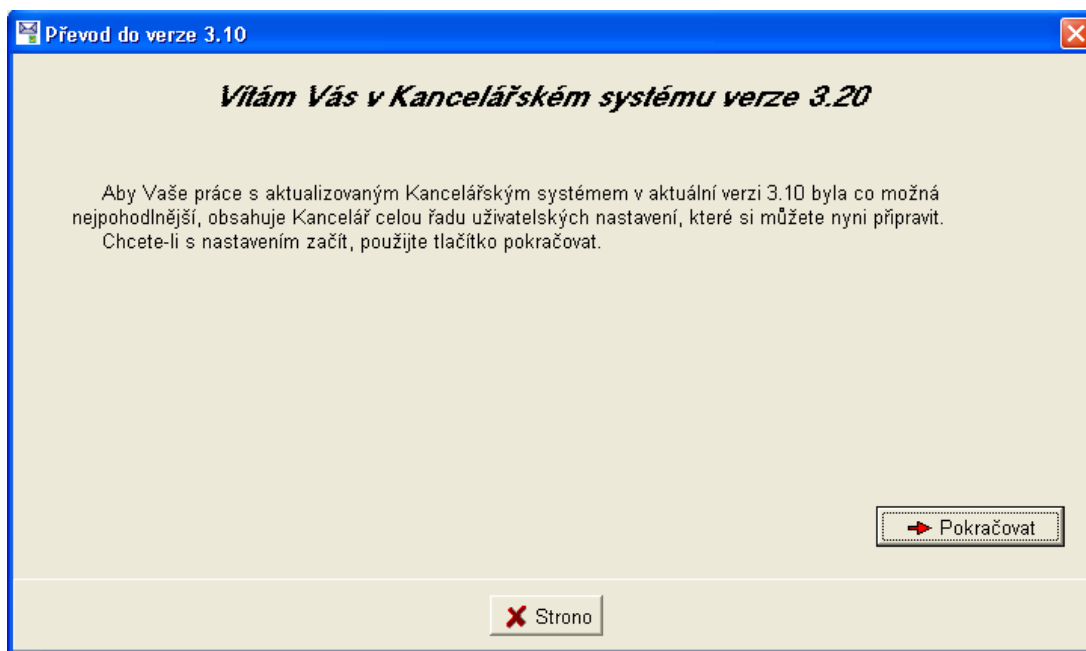 Převod do verze 3.10
Vítám Vás v Kancelářském systému verze 3.20
Aby Vaše práce s aktualizovaným Kancelářským systémem v aktuální verzi 3.10 byla co možná
nejpohodlnější, obsahuje Kancelář celou řadu uživatelských nastavení, které si můžete nyni připravit.
Chcete-li s nastavením začít, použijte tlačítko pokračovat.
Pokračovat
Strono